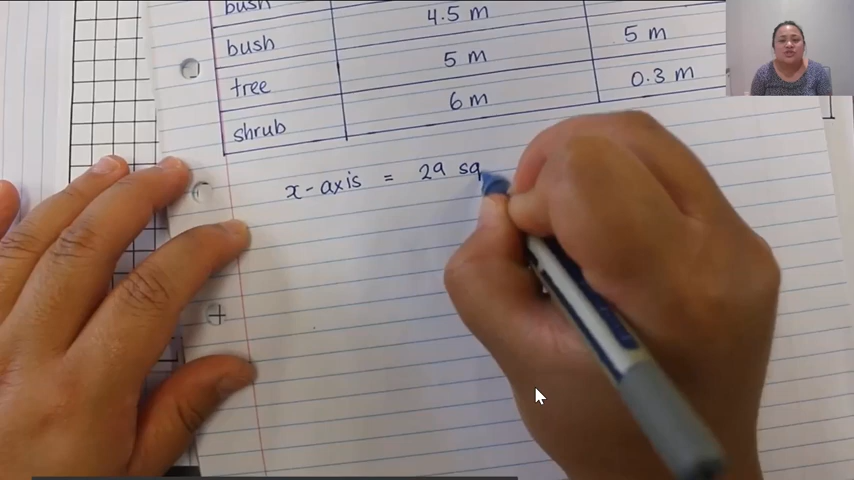 bush
bush 4.5 m
tree 5 m 5 m
shrub 6 m 0.3 m
x-axis = 29 sq